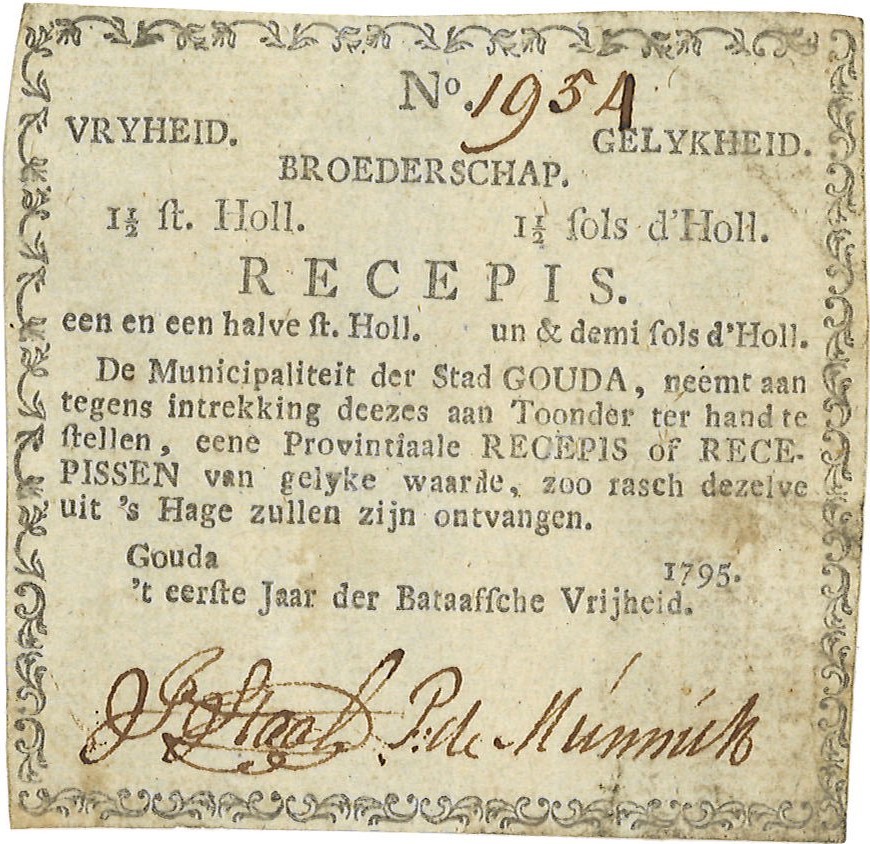 No. 1954
VRYHEID. GELYKHEID.
BROEDERSCHAP.
1½ ſt. Holl. 1½ ſols d'Holl.
RECEPIS.
een en een halve ſt. Holl. un & demi ſols d'Holl.
De Municipaliteit der Stad GOUDA, neemt aan
tegens intrekking deezes aan Toonder ter hand te
ſtellen, eene Provintiaale RECEPIS of RECE-
PISSEN van gelyke waarde, zoo rasch dezelve
uit 's Hage zullen zijn ontvangen.
Gouda 1795.
't eerſte Jaar der Bataafſche Vrijheid.
Staal P: de Munnik